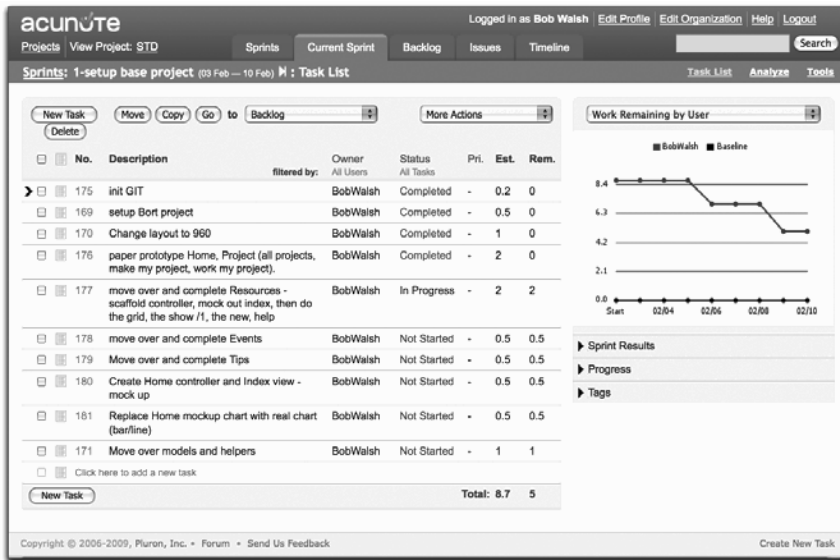 acunote
Logged in as Bob Walsh Edit Profile Edit Organization Help Logout
Projects View Project: STD
Sprints Current Sprint Backlog Issues Timeline Search
Sprints: 1-setup base project (03 Feb — 10 Feb) : Task List
Task List Analyze Tools
New Task Move Copy Go to Backlog More Actions
Delete
No. Description Owner Status Pri. Est. Rem.
filtered by: All Users All Tasks
175 init GIT BobWalsh Completed - 0.2 0
169 setup Bort project BobWalsh Completed - 0.5 0
170 Change layout to 960 BobWalsh Completed - 1 0
176 paper prototype Home, Project (all projects, BobWalsh Completed - 2 0
make my project, work my project).
177 move over and complete Resources - BobWalsh In Progress - 2 2
scaffold controller, mock out index, then do
the grid, the show /1, the new, help
178 move over and complete Events BobWalsh Not Started - 0.5 0.5
179 Move over and complete Tips BobWalsh Not Started - 0.5 0.5
180 Create Home controller and Index view - BobWalsh Not Started - 0.5 0.5
mock up
181 Replace Home mockup chart with real chart BobWalsh Not Started - 0.5 0.5
(bar/line)
171 Move over models and helpers BobWalsh Not Started - 1 1
Click here to add a new task
New Task Total: 8.7 5
Work Remaining by User
BobWalsh Baseline
8.4
6.3
4.2
2.1
0.0
Start 02/04 02/06 02/08 02/10
Sprint Results
Progress
Tags
Copyright © 2006-2009, Pluron, Inc. • Forum • Send Us Feedback
Create New Task